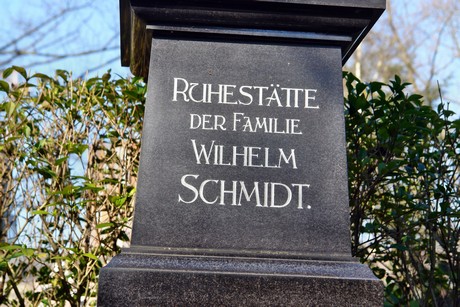 RUHESTÄTTE
DER FAMILIE
WILHELM
SCHMIDT.